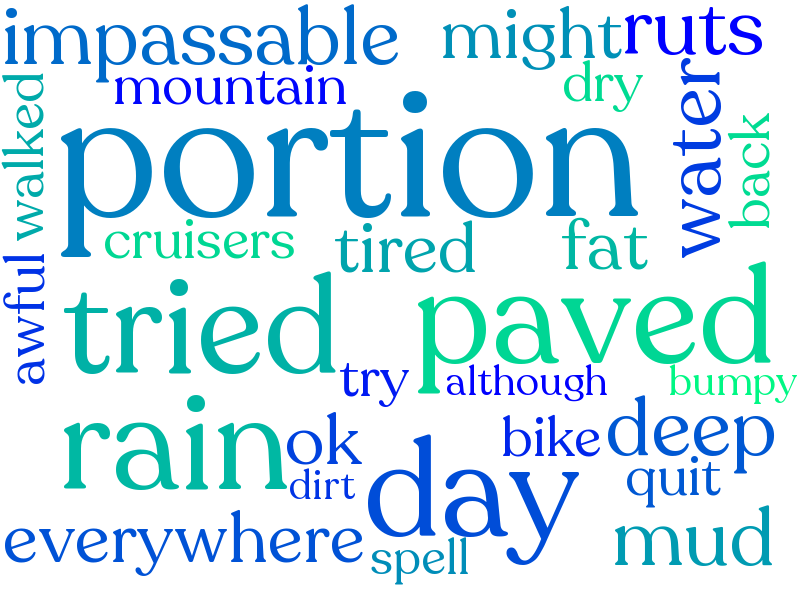 impassable
might
ruts
mountain
dry
walked
portion
water
back
cruisers
tired
fat
awful
tried
paved
try
although
bumpy
rain
ok
bike
deep
dirt
day
quit
everywhere
spell
mud